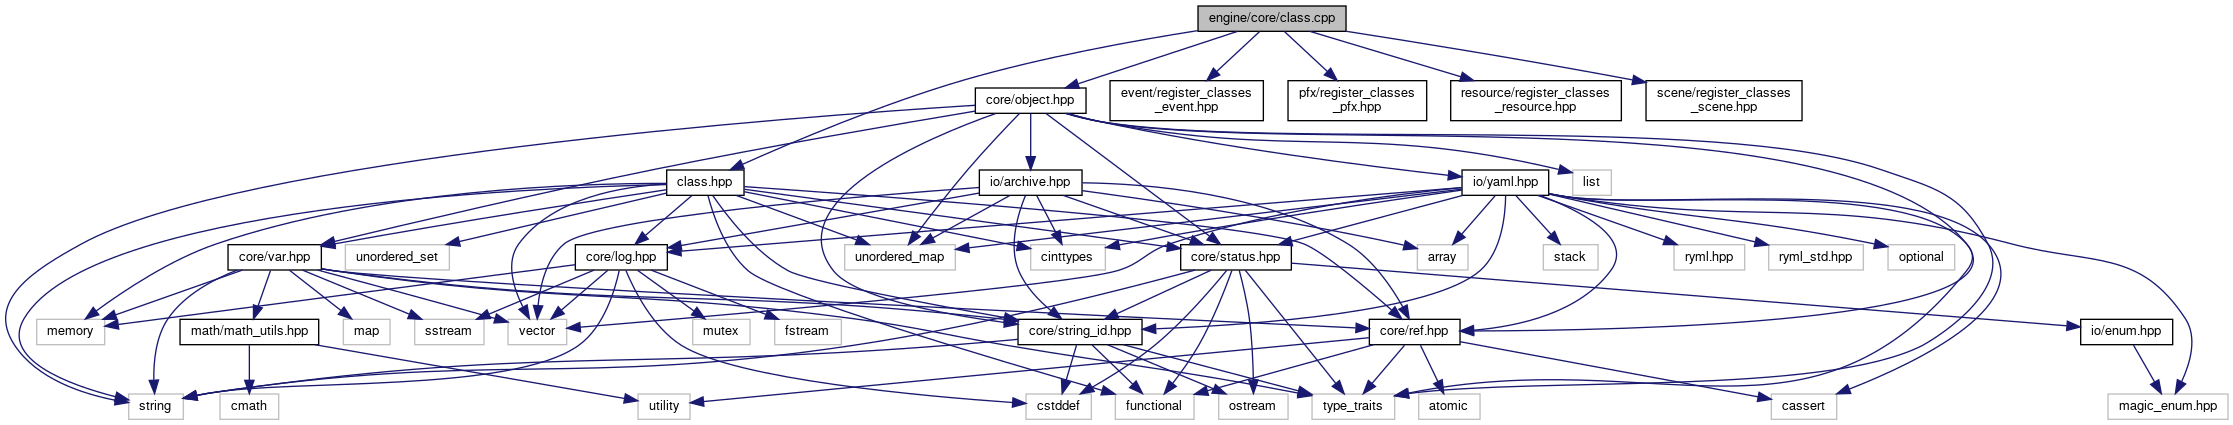 engine/core/class.cpp
core/object.hpp
event/register_classes
_event.hpp
pfx/register_classes
_pfx.hpp
resource/register_classes
_resource.hpp
scene/register_classes
_scene.hpp
class.hpp
io/archive.hpp
io/yaml.hpp
list
core/var.hpp
unordered_set
core/log.hpp
unordered_map
cinttypes
core/status.hpp
array
stack
ryml.hpp
ryml_std.hpp
optional
memory
math/math_utils.hpp
map
sstream
vector
mutex
fstream
core/string_id.hpp
core/ref.hpp
io/enum.hpp
string
cmath
utility
cstddef
functional
ostream
type_traits
atomic
cassert
magic_enum.hpp